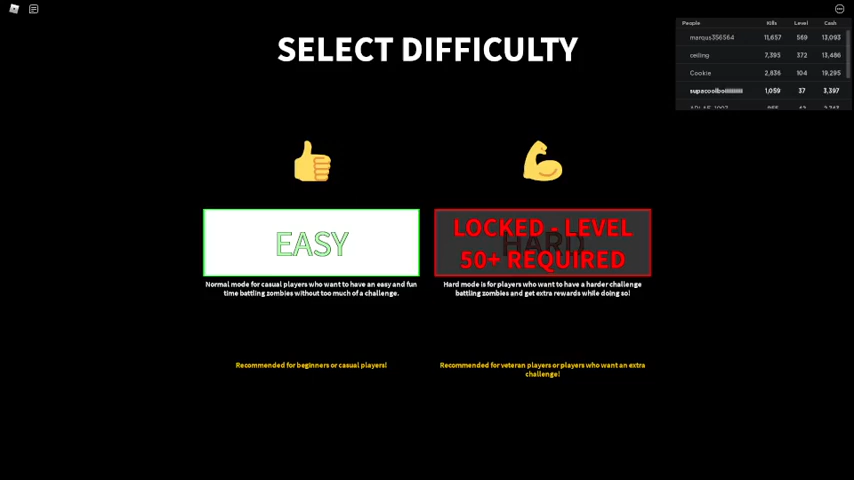 SELECT DIFFICULTY
People Kills Level Cash
marqus356564 11,657 569 13,093
ceiling 7,395 372 13,486
Cookie 2,836 104 19,295
1,059 37 3,397
EASY
HARD
LOCKED - LEVEL
50+ REQUIRED
Normal mode for casual players who want to have an easy and fun
time battling zombies without too much of a challenge.
Hard mode is for players who want to have a harder challenge
battling zombies and get extra rewards while doing so!
Recommended for beginners or casual players!
Recommended for veteran players or players who want an extra
challenge!